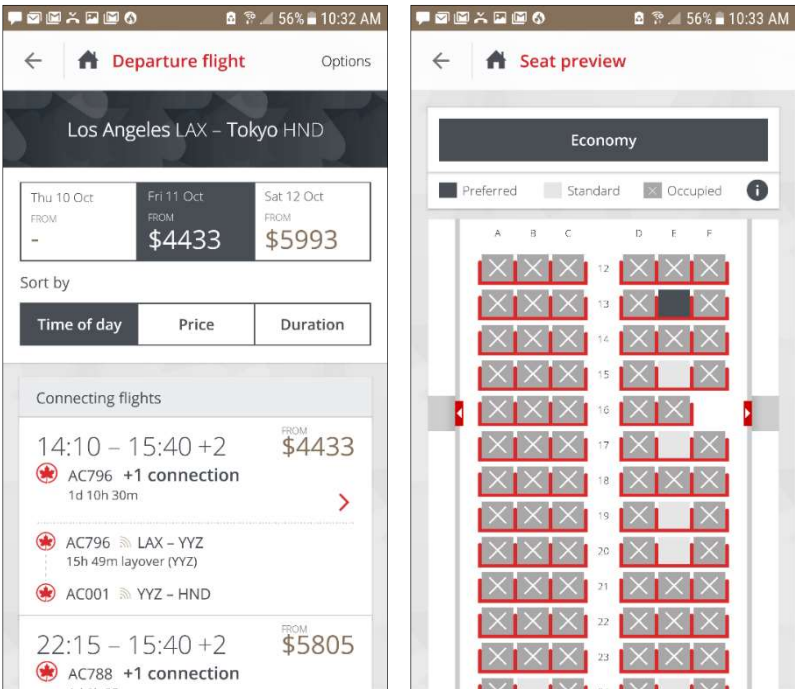 56% 10:32 AM
Departure flight
Options
Los Angeles LAX – Tokyo HND
Thu 10 Oct
FROM
-
Fri 11 Oct
FROM
$4433
Sat 12 Oct
FROM
$5993
Sort by
Time of day
Price
Duration
Connecting flights
14:10 – 15:40 +2
FROM
$4433
AC796 +1 connection
1d 10h 30m
AC796 LAX – YYZ
15h 49m layover (YYZ)
AC001 YYZ – HND
22:15 – 15:40 +2
FROM
$5805
AC788 +1 connection
56% 10:33 AM
Seat preview
Economy
Preferred
Standard
Occupied
i
A B C D E F
12
13
14
15
16
17
18
19
20
21
22
23